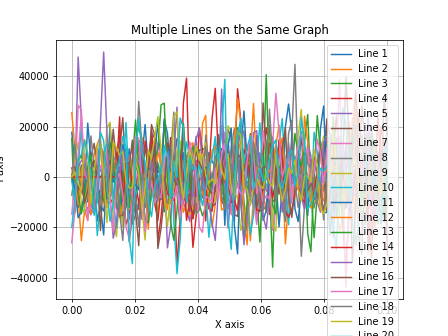 Multiple Lines on the Same Graph
40000
20000
0
−20000
−40000
0.00
0.02
0.04
0.06
X axis
Line 1
Line 2
Line 3
Line 4
Line 5
Line 6
Line 7
Line 8
Line 9
Line 10
Line 11
Line 12
Line 13
Line 14
Line 15
Line 16
Line 17
Line 18
Line 19